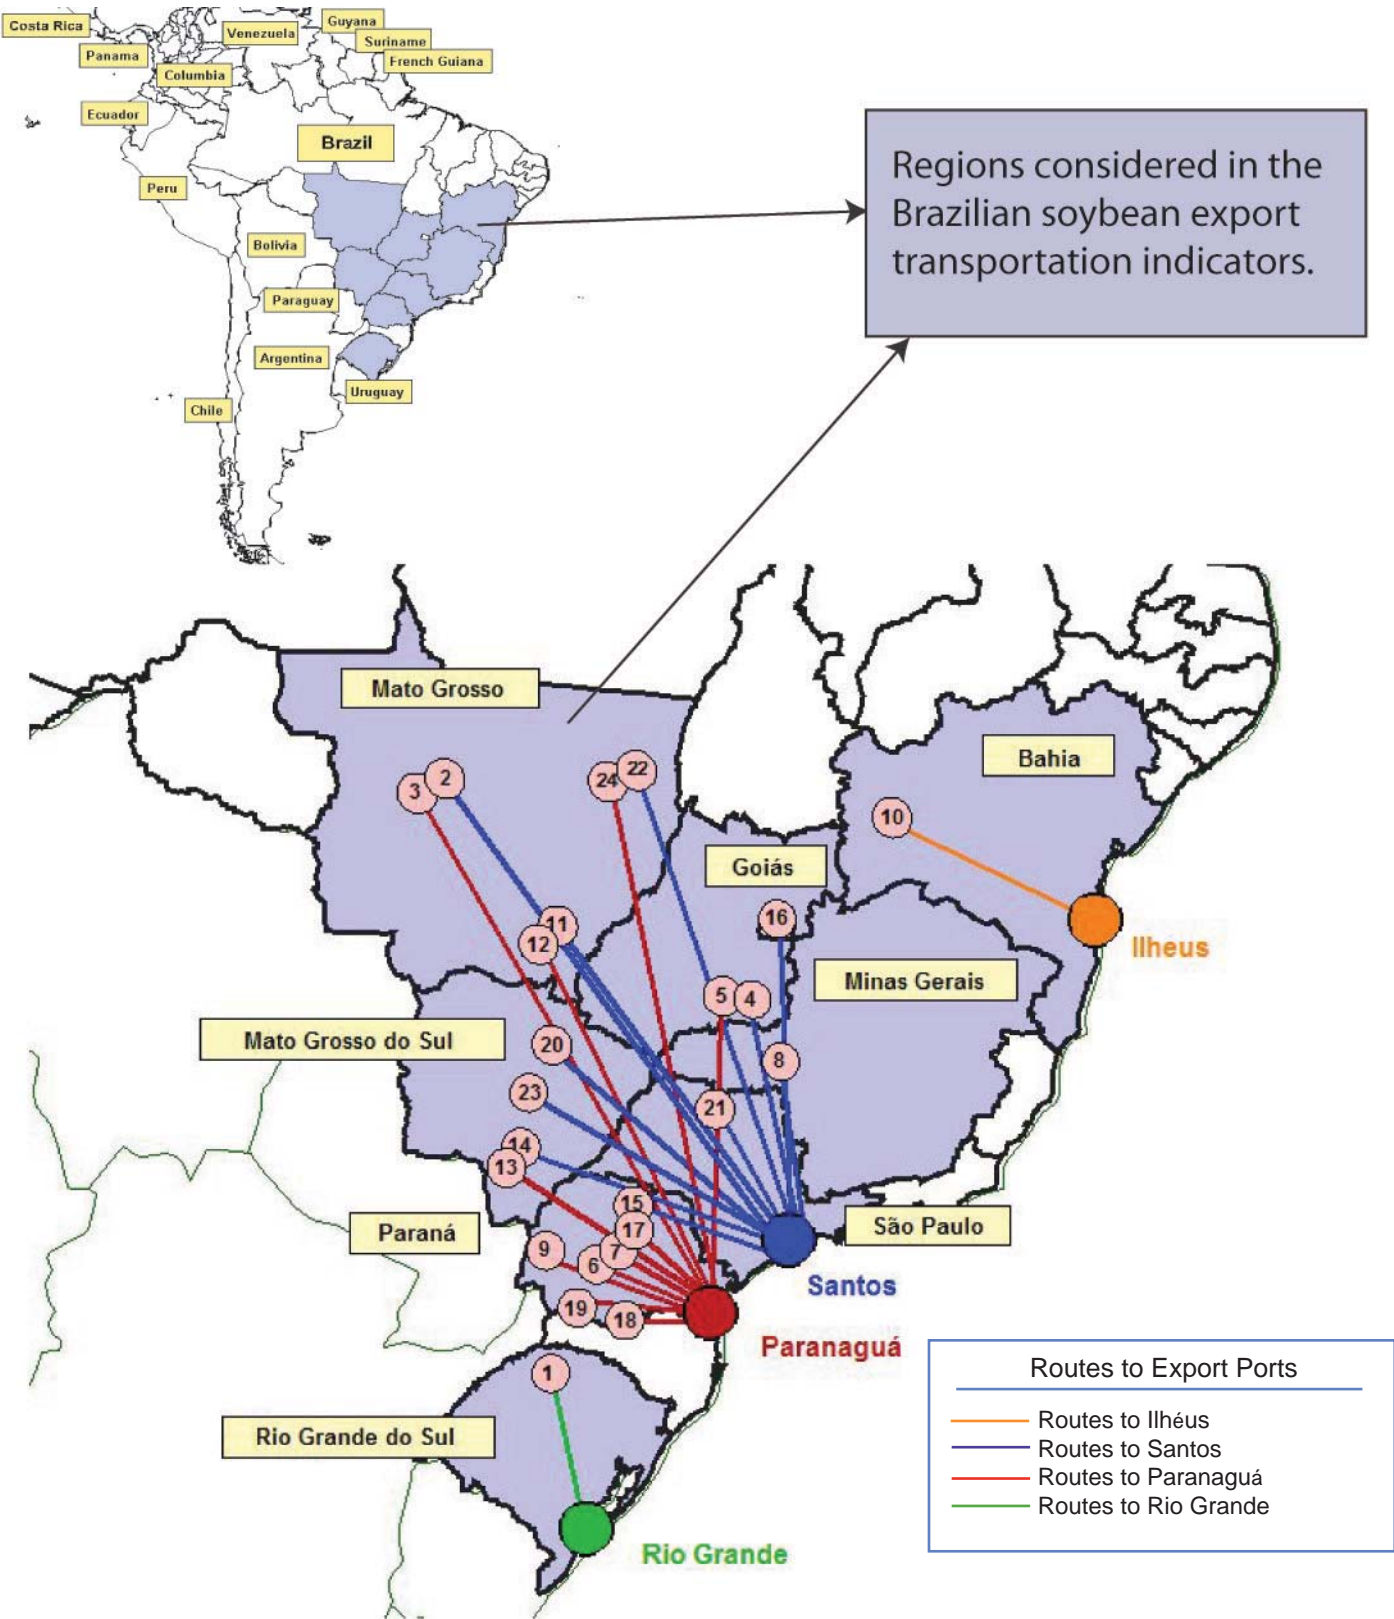 Costa Rica
Panama
Venezuela
Guyana
Suriname
French Guiana
Columbia
Ecuador
Brazil
Peru
Bolivia
Paraguay
Argentina
Uruguay
Chile
Regions considered in the
Brazilian soybean export
transportation indicators.
Mato Grosso
Bahia
3
2
24
22
10
Goiás
16
11
12
Ilheus
Minas Gerais
5
4
Mato Grosso do Sul
20
8
23
21
14
13
15
São Paulo
Paraná
17
9
7
6
Santos
19
18
Paranaguá
1
Rio Grande do Sul
Rio Grande
Routes to Export Ports
Routes to Ilhéus
Routes to Santos
Routes to Paranaguá
Routes to Rio Grande